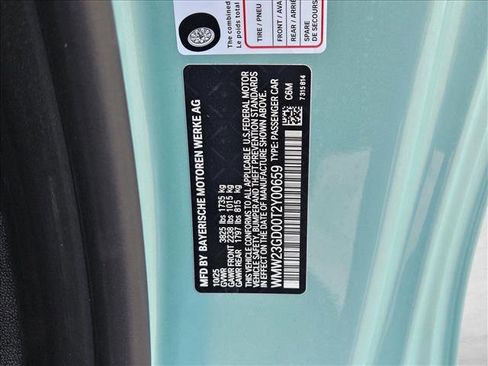 The combined
Le poids total
TIRE / PNEU
FRONT / AVA
REAR / ARRIÈ
SPARE
DE SECOURS
MFD BY BAYERISCHE MOTOREN WERKE AG
10/25
GVWR 3825 lbs 1735 kg
GAWR FRONT 2238 lbs 1015 kg
GAWR REAR 1797 lbs 815 kg
THIS VEHICLE CONFORMS TO ALL APPLICABLE U.S.FEDERAL MOTOR
VEHICLE SAFETY, BUMPER,AND THEFT PREVENTION STANDARDS
IN EFFECT ON THE DATE OF MANUFACTURE SHOWN ABOVE.
WMW23GD00T2Y00659 TYPE: PASSENGER CAR
C6M
7315814